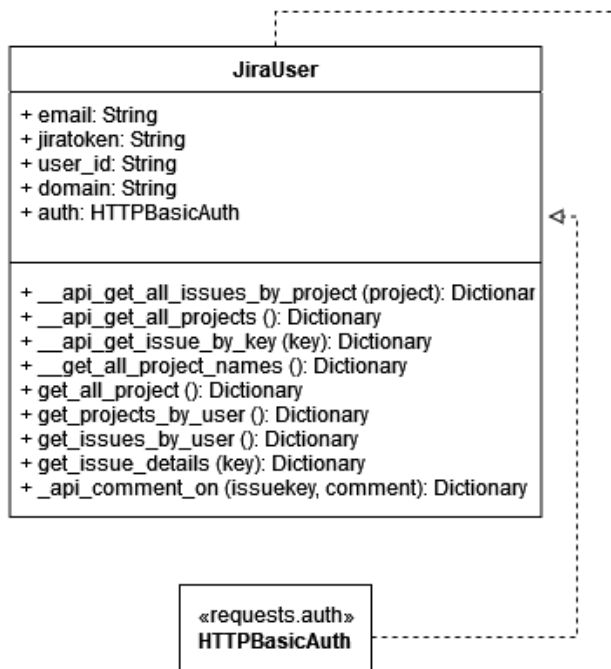 JiraUser
+ email: String
+ jiratoken: String
+ user_id: String
+ domain: String
+ auth: HTTPBasicAuth
+ __api_get_all_issues_by_project (project): Dictionar
+ __api_get_all_projects (): Dictionary
+ __api_get_issue_by_key (key): Dictionary
+ __get_all_project_names (): Dictionary
+ get_all_project (): Dictionary
+ get_projects_by_user (): Dictionary
+ get_issues_by_user (): Dictionary
+ get_issue_details (key): Dictionary
+ _api_comment_on (issuekey, comment): Dictionary
«requests.auth»
HTTPBasicAuth